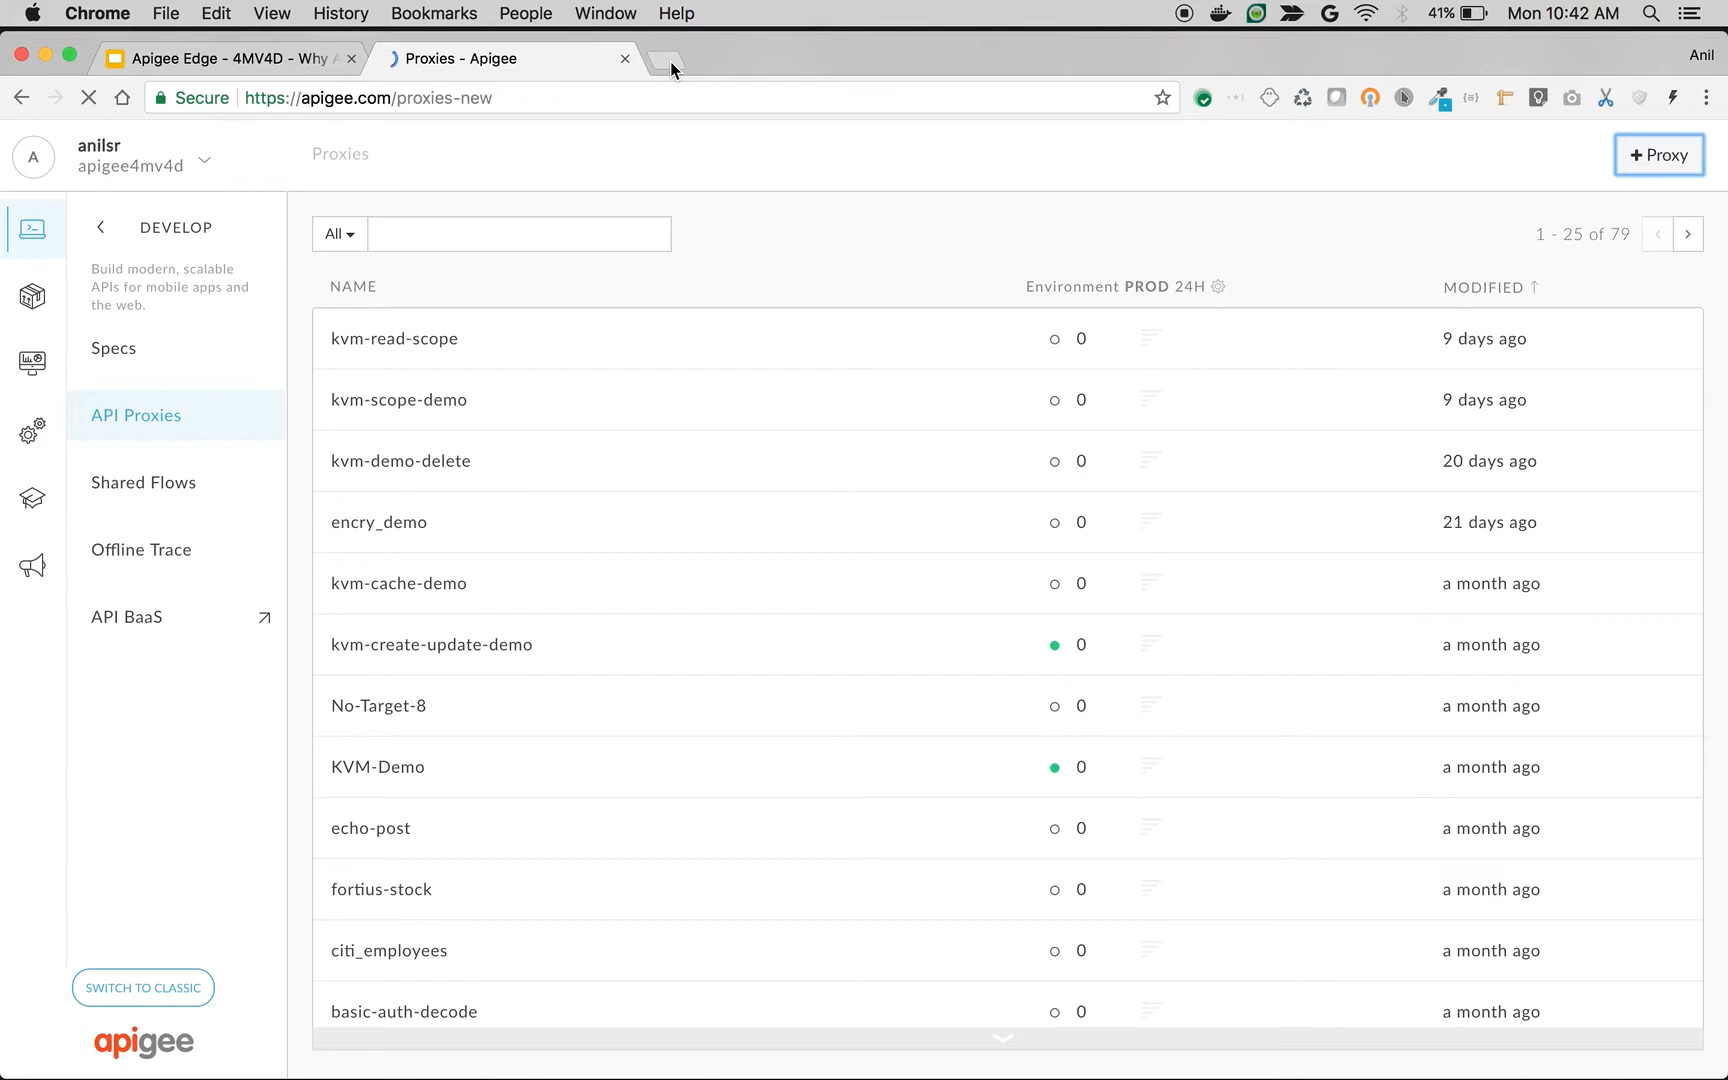 Chrome File Edit View History Bookmarks People Window Help 41% Mon 10:42 AM
Apigee Edge - 4MV4D - Why A Proxies - Apigee Anil
Secure https://apigee.com/proxies-new
A
anilsr
apigee4mv4d
Proxies
+ Proxy
DEVELOP
Build modern, scalable
APIs for mobile apps and
the web.
Specs
API Proxies
Shared Flows
Offline Trace
API BaaS
SWITCH TO CLASSIC
apigee
All
1 - 25 of 79
NAME Environment PROD 24H MODIFIED ↑
kvm-read-scope 0 9 days ago
kvm-scope-demo 0 9 days ago
kvm-demo-delete 0 20 days ago
encry_demo 0 21 days ago
kvm-cache-demo 0 a month ago
kvm-create-update-demo 0 a month ago
No-Target-8 0 a month ago
KVM-Demo 0 a month ago
echo-post 0 a month ago
fortius-stock 0 a month ago
citi_employees 0 a month ago
basic-auth-decode 0 a month ago